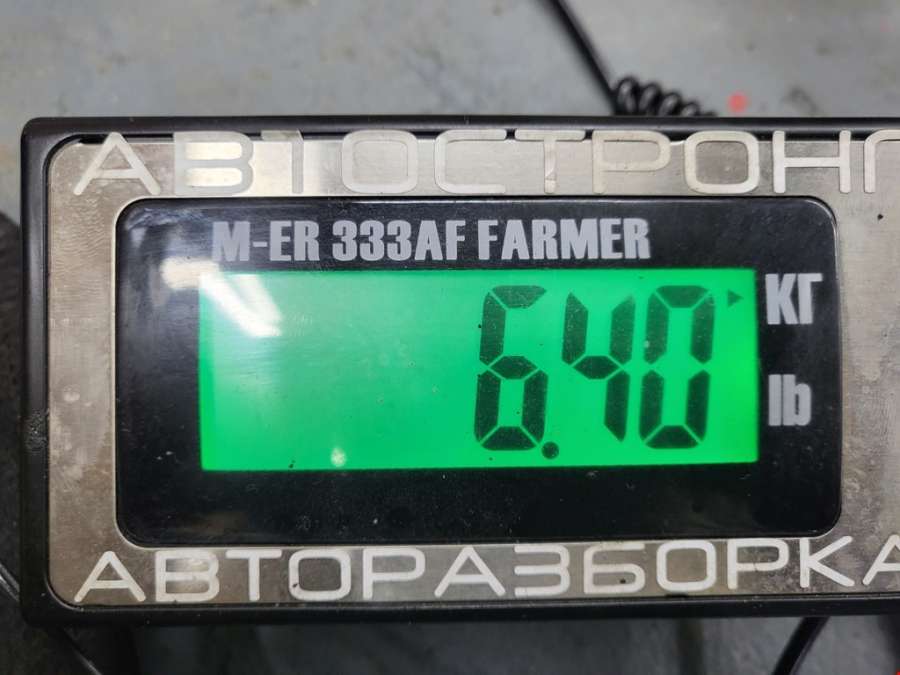 АВТОСТРОНГ
M-ER 333AF FARMER
6.40
КГ
lb
АВТОРАЗБОРКА